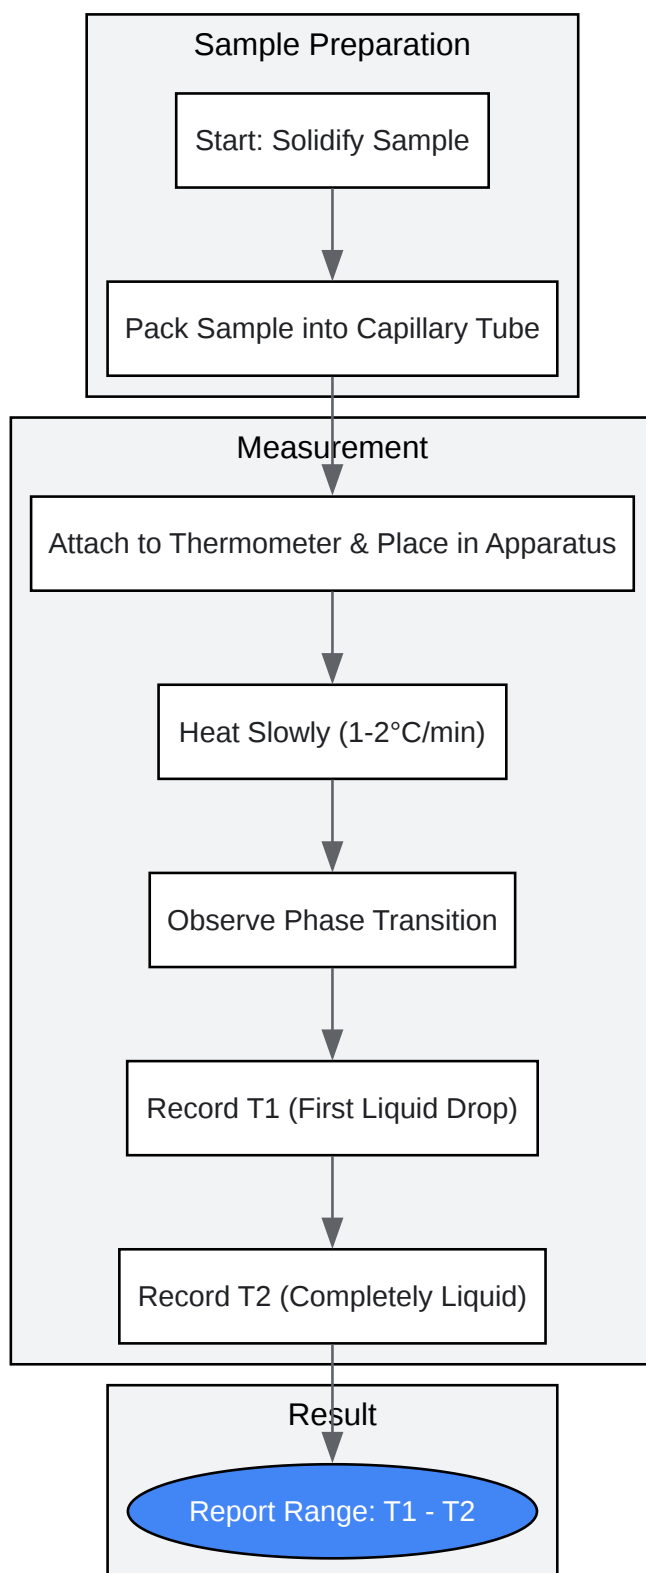 Sample Preparation
Start: Solidify Sample
Pack Sample into Capillary Tube
Measurement
Attach to Thermometer & Place in Apparatus
Heat Slowly (1-2°C/min)
Observe Phase Transition
Record T1 (First Liquid Drop)
Record T2 (Completely Liquid)
Result
Report Range: T1 - T2